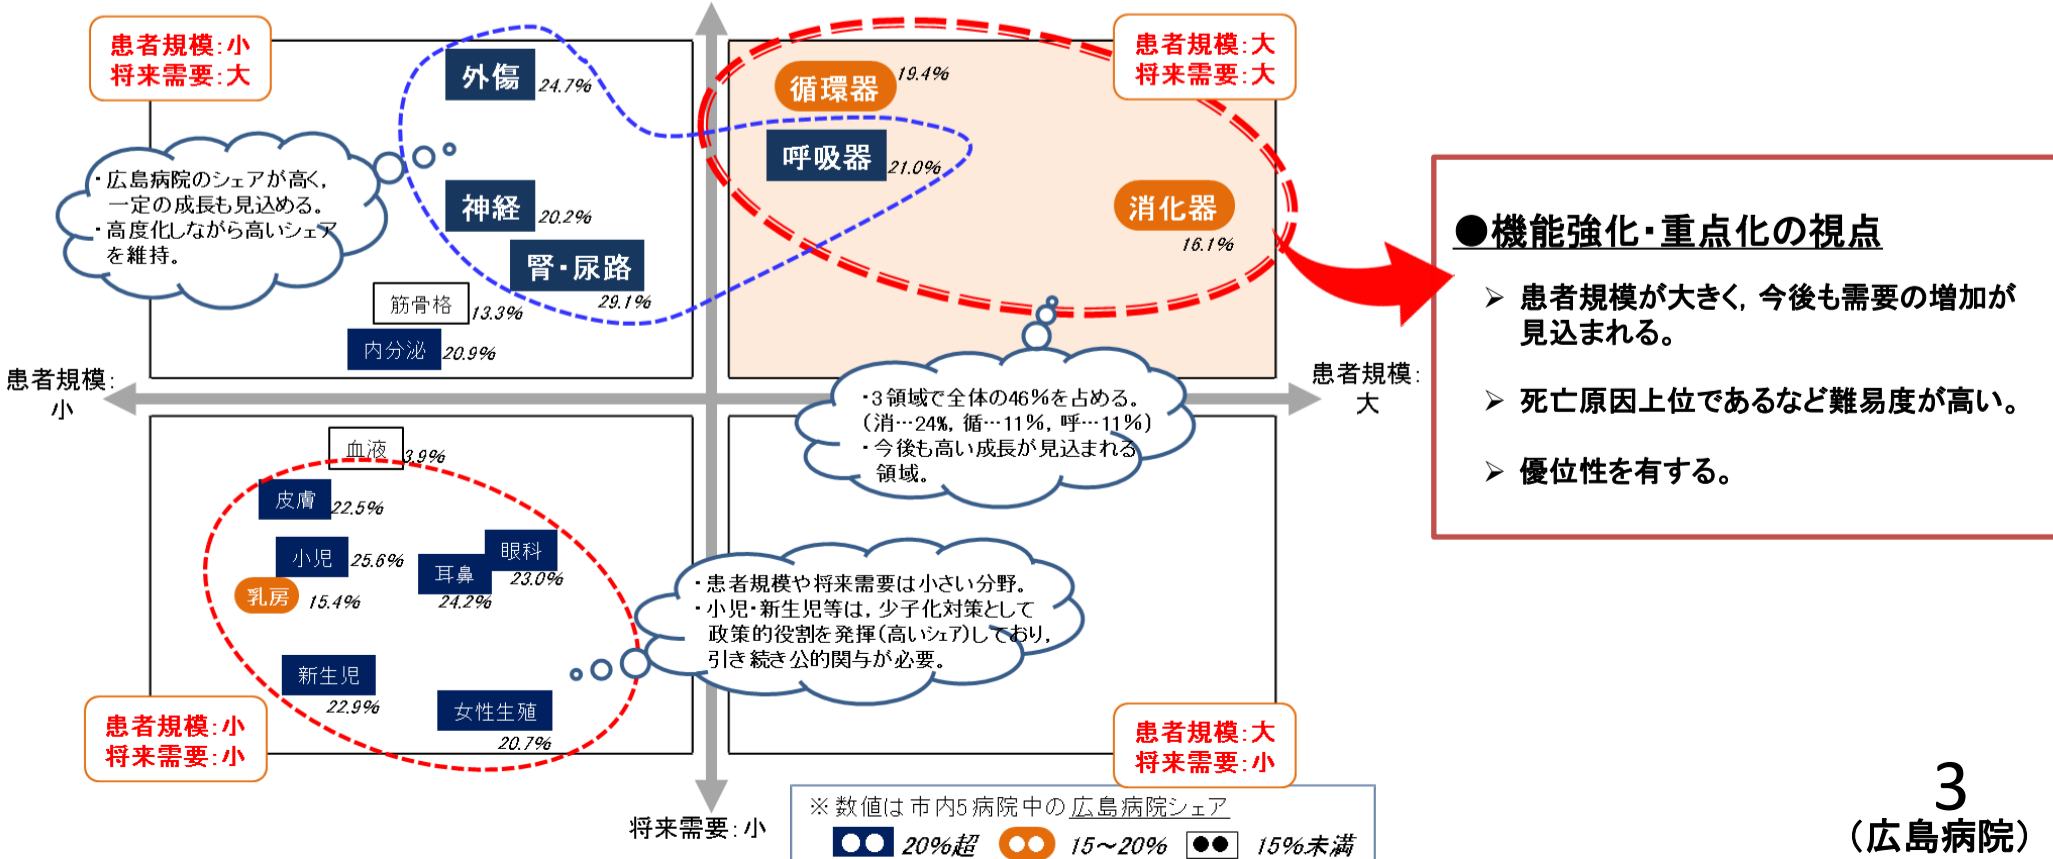 患者規模:小
将来需要:大
外傷 24.7%
循環器 19.4%
患者規模:大
将来需要:大
・広島病院のシェアが高く,
一定の成長も見込める。
・高度化しながら高いシェア
を維持。
呼吸器 21.0%
神経 20.2%
消化器
16.1%
腎・尿路
29.1%
筋骨格 13.3%
内分泌 20.9%
●機能強化・重点化の視点
➢ 患者規模が大きく, 今後も需要の増加が
見込まれる。
➢ 死亡原因上位であるなど難易度が高い。
➢ 優位性を有する。
患者規模:
小
患者規模:
大
・3領域で全体の46%を占める。
(消…24%, 循…11%, 呼…11%)
・今後も高い成長が見込まれる
領域。
血液 3.9%
皮膚 22.5%
小児 25.6%
眼科
23.0%
耳鼻
24.2%
乳房 15.4%
・患者規模や将来需要は小さい分野。
・小児・新生児等は, 少子化対策として
政策的役割を発揮(高いシェア)しており,
引き続き公的関与が必要。
新生児
22.9%
女性生殖
20.7%
患者規模:小
将来需要:小
患者規模:大
将来需要:小
将来需要:小
※数値は市内5病院中の広島病院シェア
●● 20%超 ●● 15~20% ●● 15%未満
3
(広島病院)